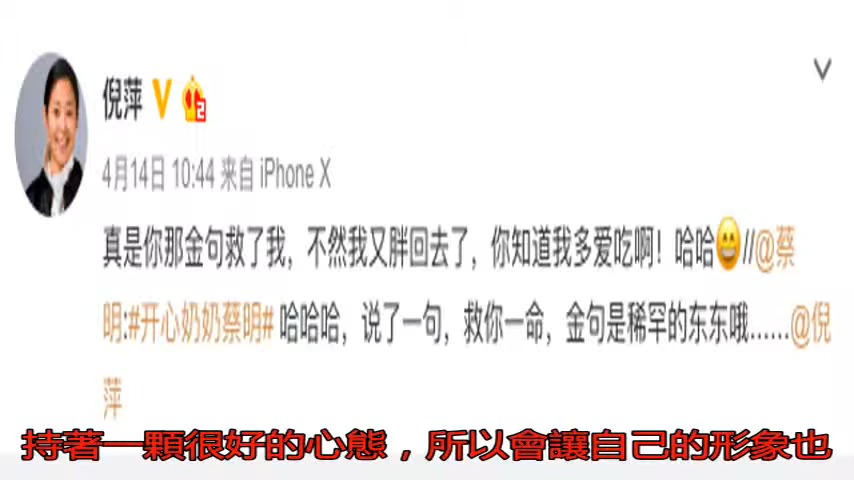 倪萍 V 2
4月14日 10:44 来自 iPhone X
真是你那金句救了我，不然我又胖回去了，你知道我多爱吃啊！哈哈😄//@蔡
明:#开心奶奶蔡明# 哈哈哈，说了一句，救你一命，金句是稀罕的东东哦......@倪
萍
持著一顆很好的心態，所以會讓自己的形象也